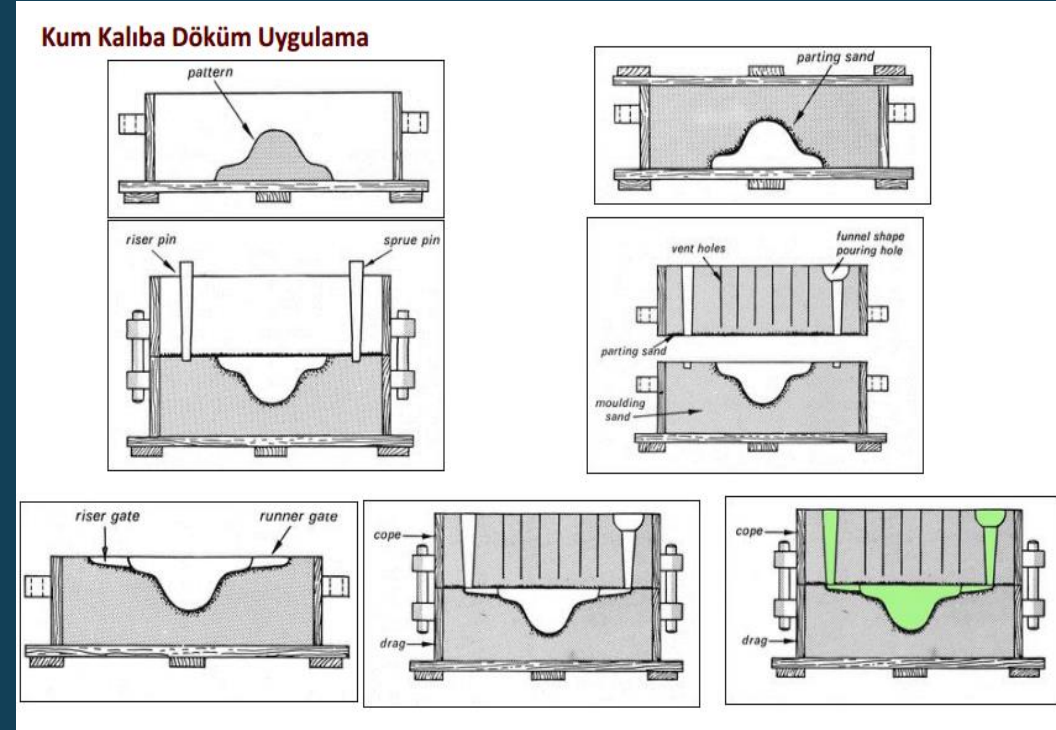 Kum Kalıba Döküm Uygulama
pattern
parting sand
riser pin
sprue pin
vent holes
funnel shape
pouring hole
parting sand
moulding
sand
riser gate
runner gate
cope
drag
cope
drag